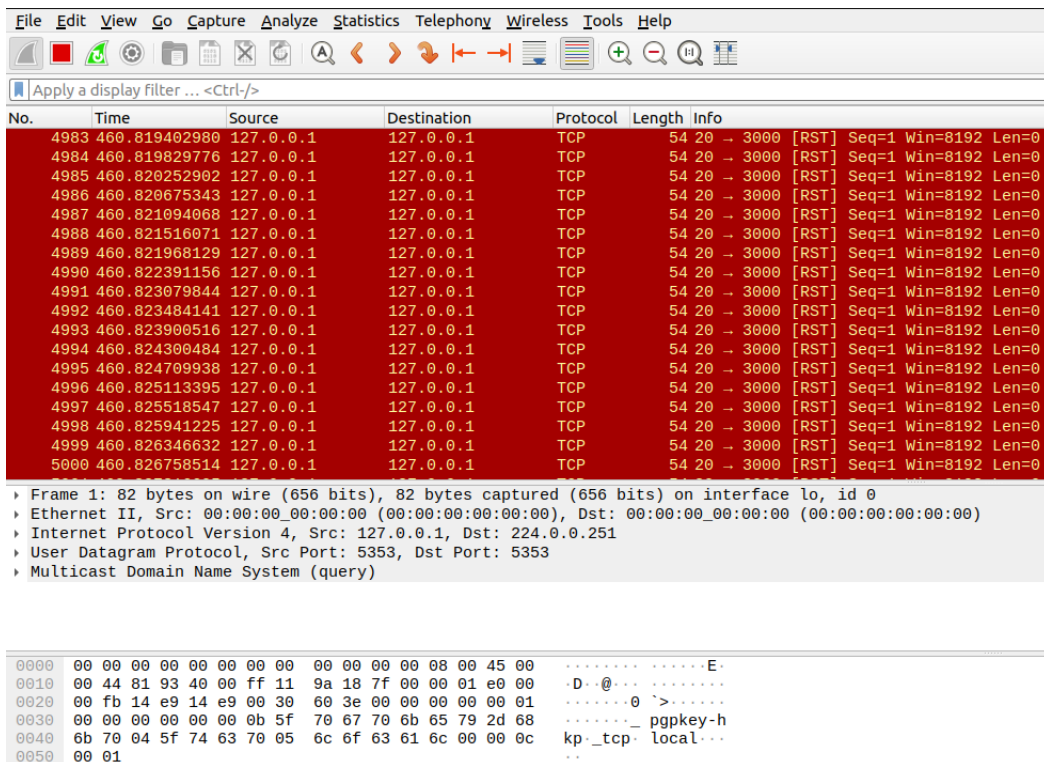 File Edit View Go Capture Analyze Statistics Telephony Wireless Tools Help
Apply a display filter … <Ctrl-/>
No. Time Source Destination Protocol Length Info
4983 460.819402980 127.0.0.1 127.0.0.1 TCP 54 20 → 3000 [RST] Seq=1 Win=8192 Len=0
4984 460.819829776 127.0.0.1 127.0.0.1 TCP 54 20 → 3000 [RST] Seq=1 Win=8192 Len=0
4985 460.820252902 127.0.0.1 127.0.0.1 TCP 54 20 → 3000 [RST] Seq=1 Win=8192 Len=0
4986 460.820675343 127.0.0.1 127.0.0.1 TCP 54 20 → 3000 [RST] Seq=1 Win=8192 Len=0
4987 460.821094068 127.0.0.1 127.0.0.1 TCP 54 20 → 3000 [RST] Seq=1 Win=8192 Len=0
4988 460.821516071 127.0.0.1 127.0.0.1 TCP 54 20 → 3000 [RST] Seq=1 Win=8192 Len=0
4989 460.821968129 127.0.0.1 127.0.0.1 TCP 54 20 → 3000 [RST] Seq=1 Win=8192 Len=0
4990 460.822391156 127.0.0.1 127.0.0.1 TCP 54 20 → 3000 [RST] Seq=1 Win=8192 Len=0
4991 460.823079844 127.0.0.1 127.0.0.1 TCP 54 20 → 3000 [RST] Seq=1 Win=8192 Len=0
4992 460.823484141 127.0.0.1 127.0.0.1 TCP 54 20 → 3000 [RST] Seq=1 Win=8192 Len=0
4993 460.823900516 127.0.0.1 127.0.0.1 TCP 54 20 → 3000 [RST] Seq=1 Win=8192 Len=0
4994 460.824300484 127.0.0.1 127.0.0.1 TCP 54 20 → 3000 [RST] Seq=1 Win=8192 Len=0
4995 460.824709938 127.0.0.1 127.0.0.1 TCP 54 20 → 3000 [RST] Seq=1 Win=8192 Len=0
4996 460.825113395 127.0.0.1 127.0.0.1 TCP 54 20 → 3000 [RST] Seq=1 Win=8192 Len=0
4997 460.825518547 127.0.0.1 127.0.0.1 TCP 54 20 → 3000 [RST] Seq=1 Win=8192 Len=0
4998 460.825941225 127.0.0.1 127.0.0.1 TCP 54 20 → 3000 [RST] Seq=1 Win=8192 Len=0
4999 460.826346632 127.0.0.1 127.0.0.1 TCP 54 20 → 3000 [RST] Seq=1 Win=8192 Len=0
5000 460.826758514 127.0.0.1 127.0.0.1 TCP 54 20 → 3000 [RST] Seq=1 Win=8192 Len=0
Frame 1: 82 bytes on wire (656 bits), 82 bytes captured (656 bits) on interface lo, id 0
Ethernet II, Src: 00:00:00_00:00:00 (00:00:00:00:00:00), Dst: 00:00:00_00:00:00 (00:00:00:00:00:00)
Internet Protocol Version 4, Src: 127.0.0.1, Dst: 224.0.0.251
User Datagram Protocol, Src Port: 5353, Dst Port: 5353
Multicast Domain Name System (query)
0000 00 00 00 00 00 00 00 00 00 00 00 00 08 00 45 00 ········ ······E·
0010 00 44 81 93 40 00 ff 11 9a 18 7f 00 00 01 e0 00 ·D··@··· ········
0020 00 fb 14 e9 14 e9 00 30 60 3e 00 00 00 00 00 01 ·······0 `>······
0030 00 00 00 00 00 00 0b 5f 70 67 70 6b 65 79 2d 68 ·······_ pgpkey-h
0040 6b 70 04 5f 74 63 70 05 6c 6f 63 61 6c 00 00 0c kp·_tcp· local···
0050 00 01 ··